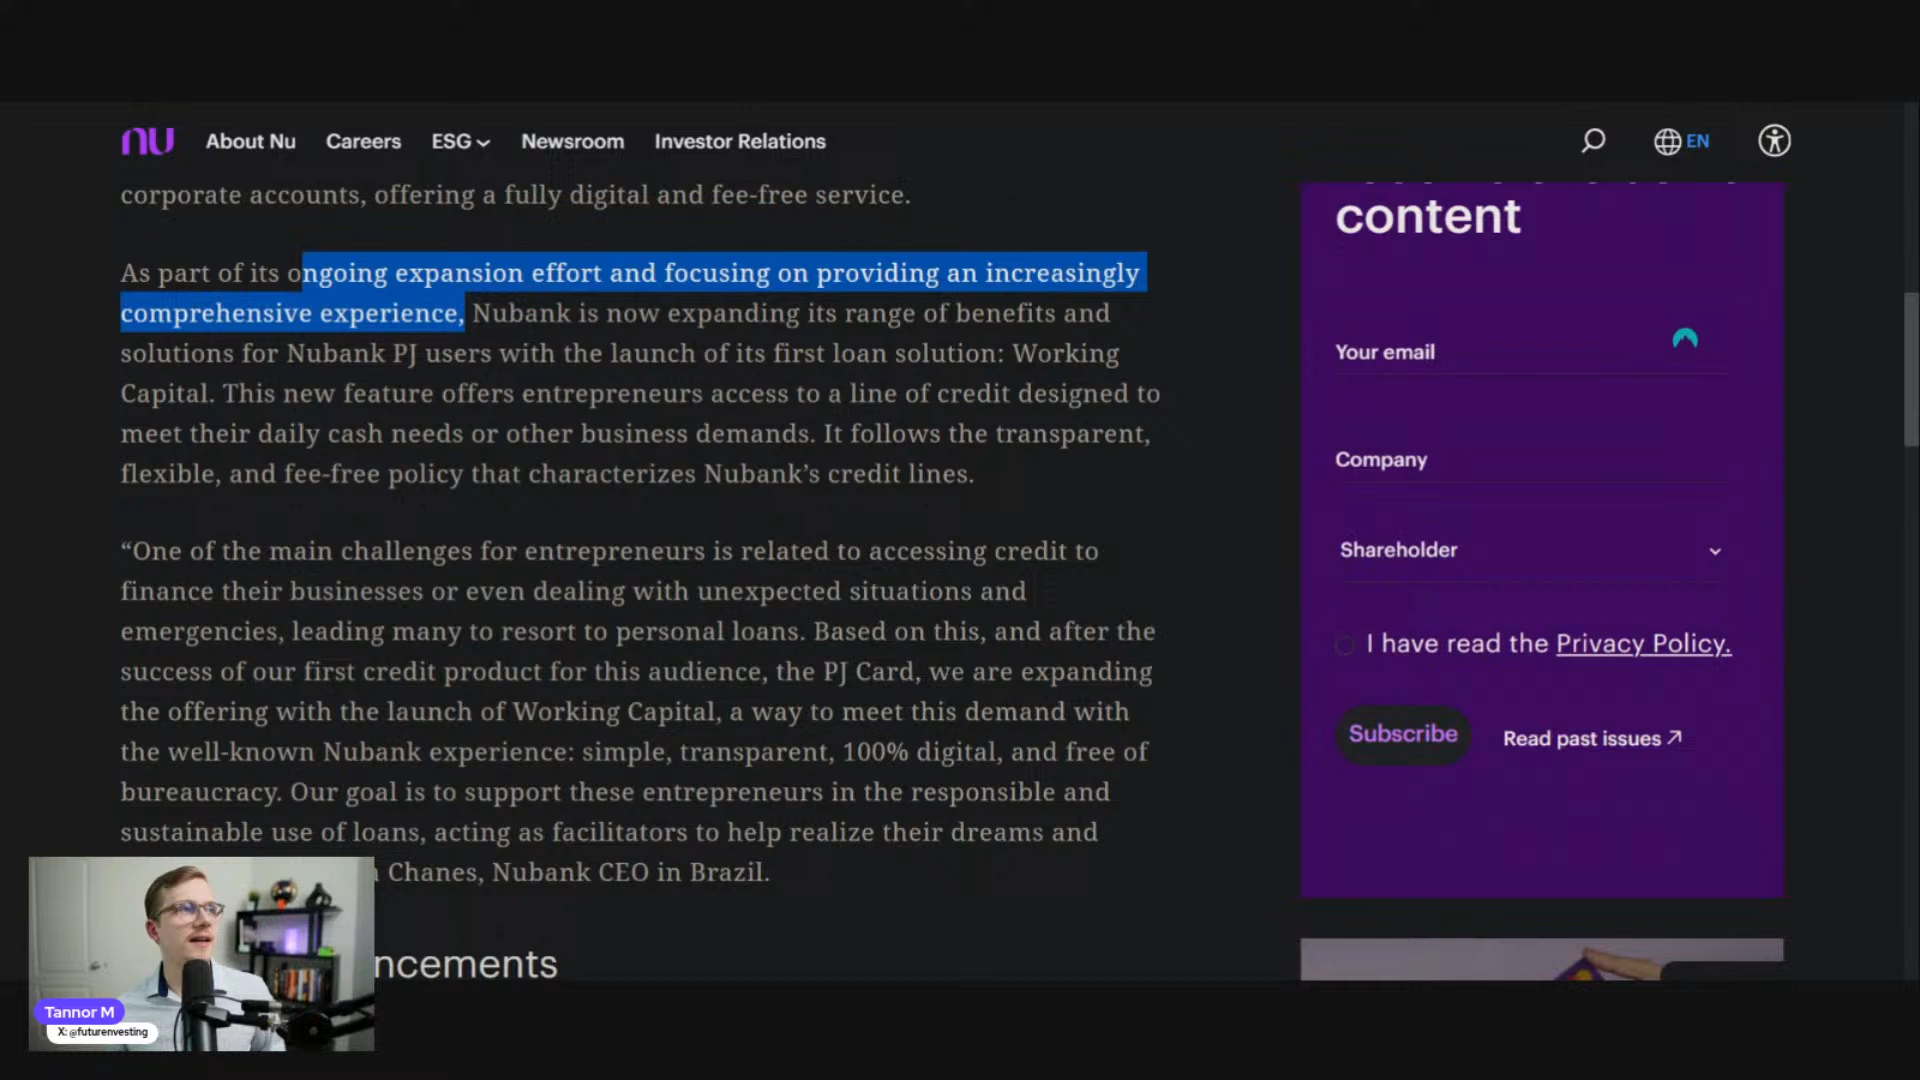 nu About Nu Careers ESG Newsroom Investor Relations EN
corporate accounts, offering a fully digital and fee-free service.
As part of its ongoing expansion effort and focusing on providing an increasingly
comprehensive experience, Nubank is now expanding its range of benefits and
solutions for Nubank PJ users with the launch of its first loan solution: Working
Capital. This new feature offers entrepreneurs access to a line of credit designed to
meet their daily cash needs or other business demands. It follows the transparent,
flexible, and fee-free policy that characterizes Nubank’s credit lines.
“One of the main challenges for entrepreneurs is related to accessing credit to
finance their businesses or even dealing with unexpected situations and
emergencies, leading many to resort to personal loans. Based on this, and after the
success of our first credit product for this audience, the PJ Card, we are expanding
the offering with the launch of Working Capital, a way to meet this demand with
the well-known Nubank experience: simple, transparent, 100% digital, and free of
bureaucracy. Our goal is to support these entrepreneurs in the responsible and
sustainable use of loans, acting as facilitators to help realize their dreams and
Chanes, Nubank CEO in Brazil.
ncements
content
Your email
Company
Shareholder
I have read the Privacy Policy.
Subscribe
Read past issues
Tannor M
X: @futurenvesting